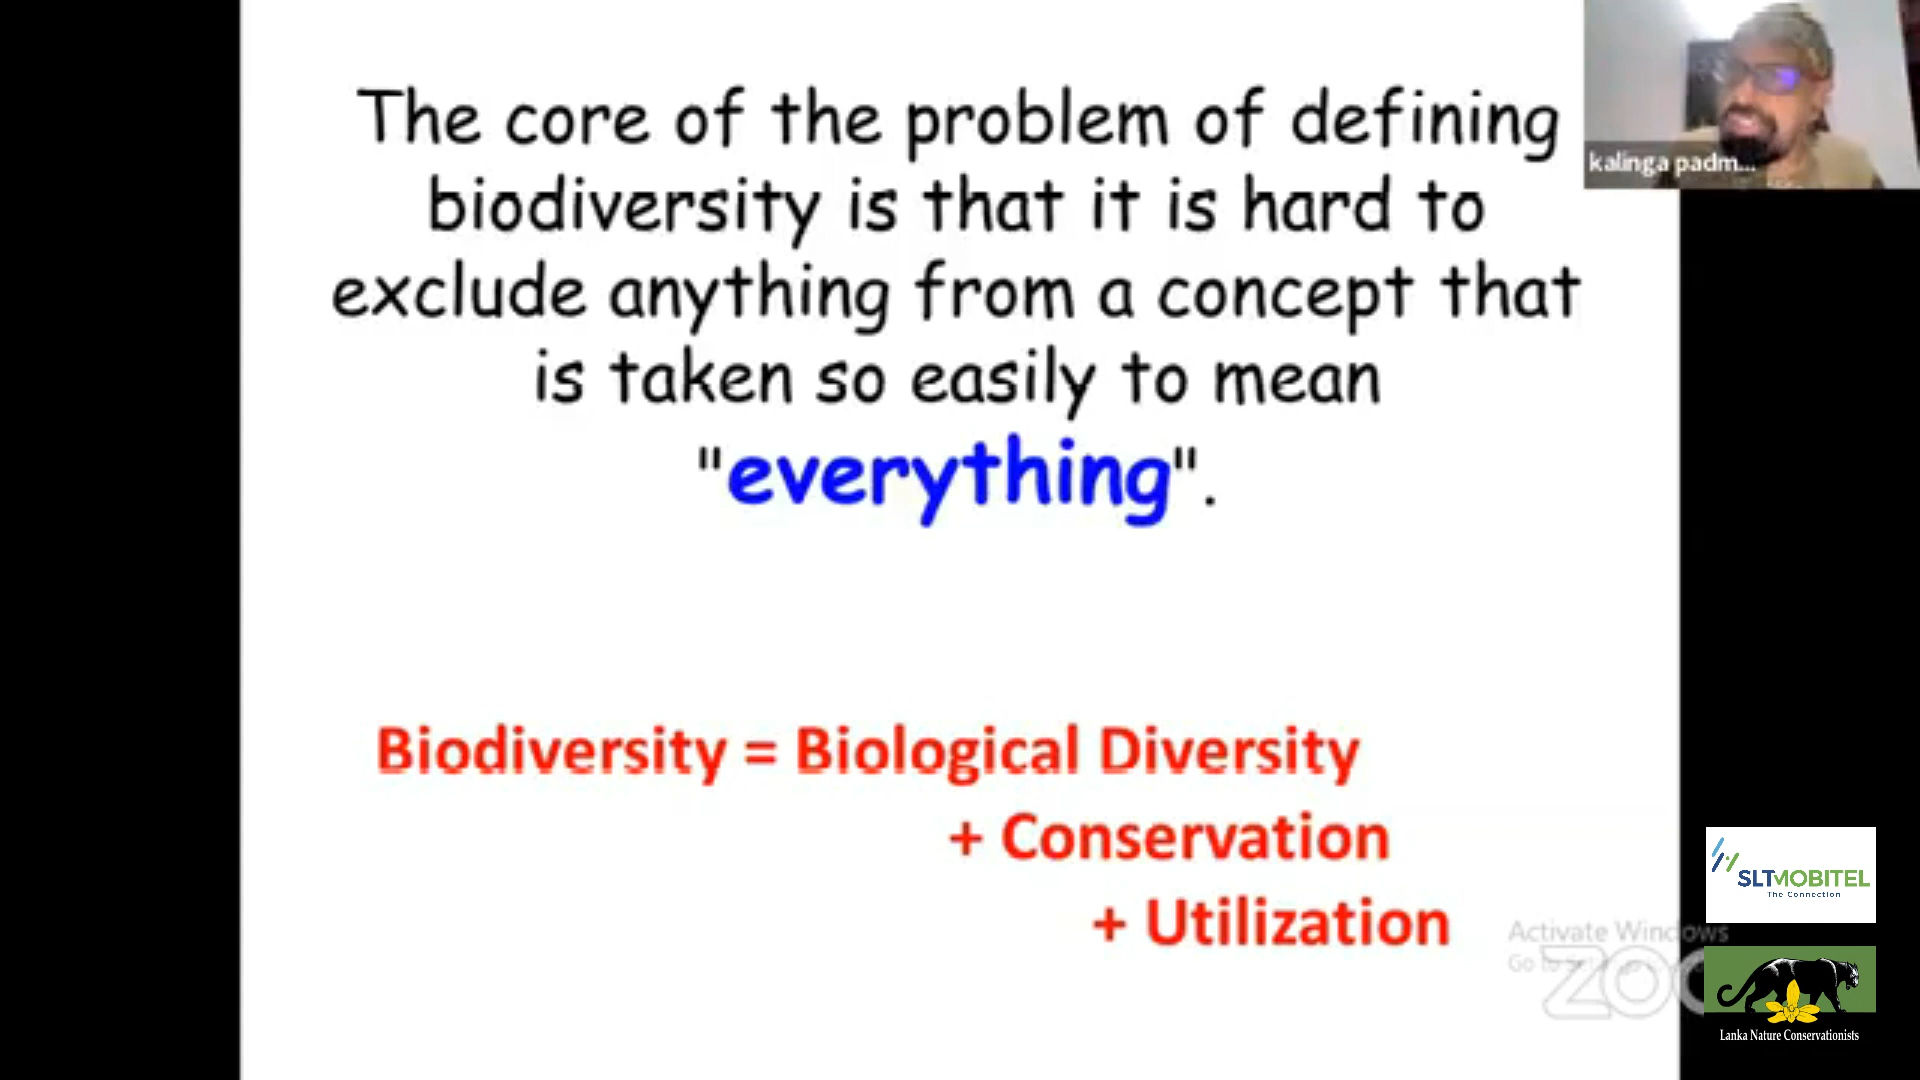 The core of the problem of defining
biodiversity is that it is hard to
exclude anything from a concept that
is taken so easily to mean
"everything".
kalinga padm...
Biodiversity = Biological Diversity
+ Conservation
+ Utilization
SLTMOBITEL
The Connection
Activate Windows
Go to
zoo
Lanka Nature Conservationists